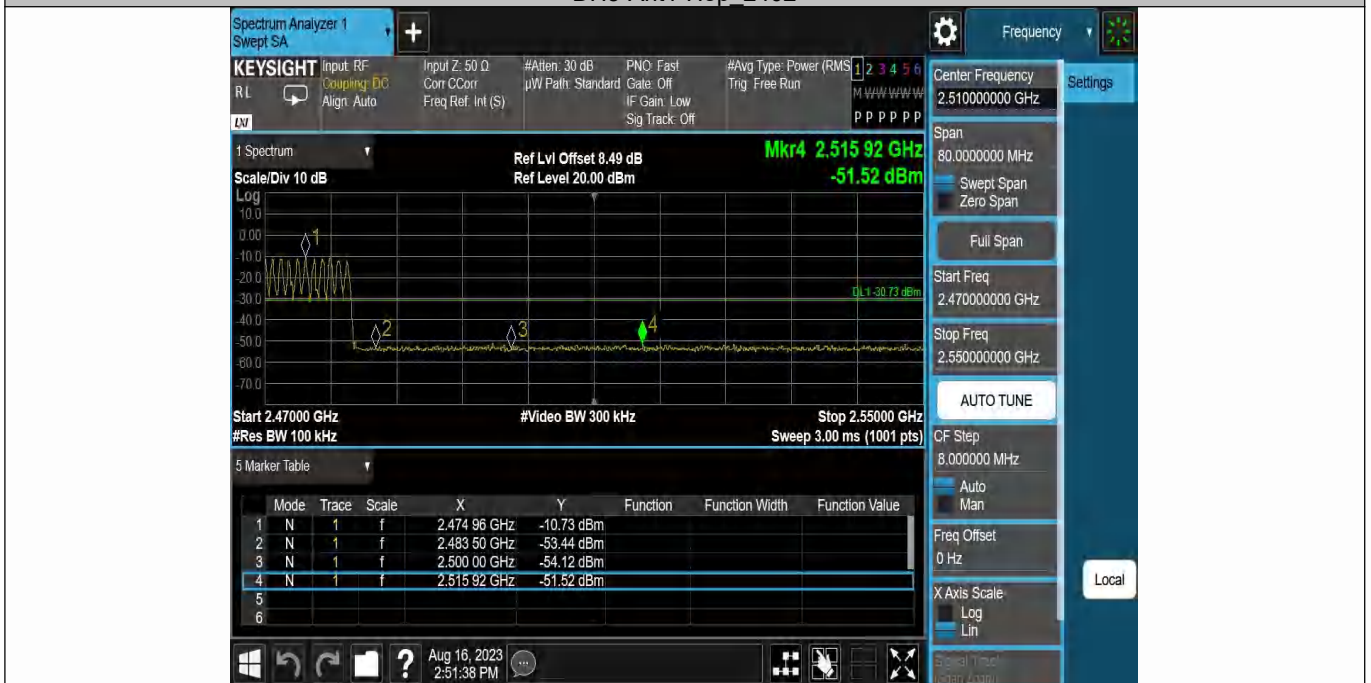 Spectrum Analyzer 1
Swept SA
+
Frequency
KEYSIGHT
RL
LXI
Input: RF
Coupling: DC
Align: Auto
Input Z: 50 Ω
Corr CCorr
Freq Ref: Int (S)
#Atten: 30 dB
µW Path: Standard
PNO: Fast
Gate: Off
IF Gain: Low
Sig Track: Off
#Avg Type: Power (RMS
Trig: Free Run
1 2 3 4 5 6
M W W W W W
P P P P P P
Center Frequency
2.510000000 GHz
Settings
1 Spectrum
Scale/Div 10 dB
Ref Lvl Offset 8.49 dB
Ref Level 20.00 dBm
Mkr4 2.515 92 GHz
-51.52 dBm
Log
10.0
0.00
-10.0
-20.0
-30.0
-40.0
-50.0
-60.0
-70.0
1
2
3
4
DL1 -30.73 dBm
Start 2.47000 GHz
#Video BW 300 kHz
Stop 2.55000 GHz
#Res BW 100 kHz
Sweep 3.00 ms (1001 pts)
Span
80.0000000 MHz
Swept Span
Zero Span
Full Span
Start Freq
2.470000000 GHz
Stop Freq
2.550000000 GHz
AUTO TUNE
CF Step
8.000000 MHz
Auto
Man
Freq Offset
0 Hz
X Axis Scale
Log
Lin
Local
5 Marker Table
Mode Trace Scale X Y Function Function Width Function Value
1 N 1 f 2.474 96 GHz -10.73 dBm
2 N 1 f 2.483 50 GHz -53.44 dBm
3 N 1 f 2.500 00 GHz -54.12 dBm
4 N 1 f 2.515 92 GHz -51.52 dBm
5
6
?
Aug 16, 2023
2:51:38 PM